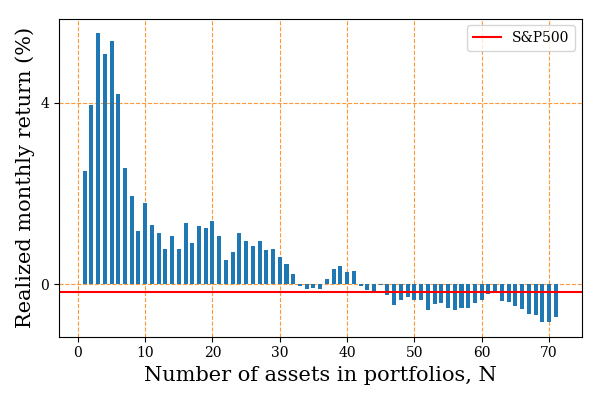 S&P500
Realized monthly return (%)
4
0
0 10 20 30 40 50 60 70
Number of assets in portfolios, N